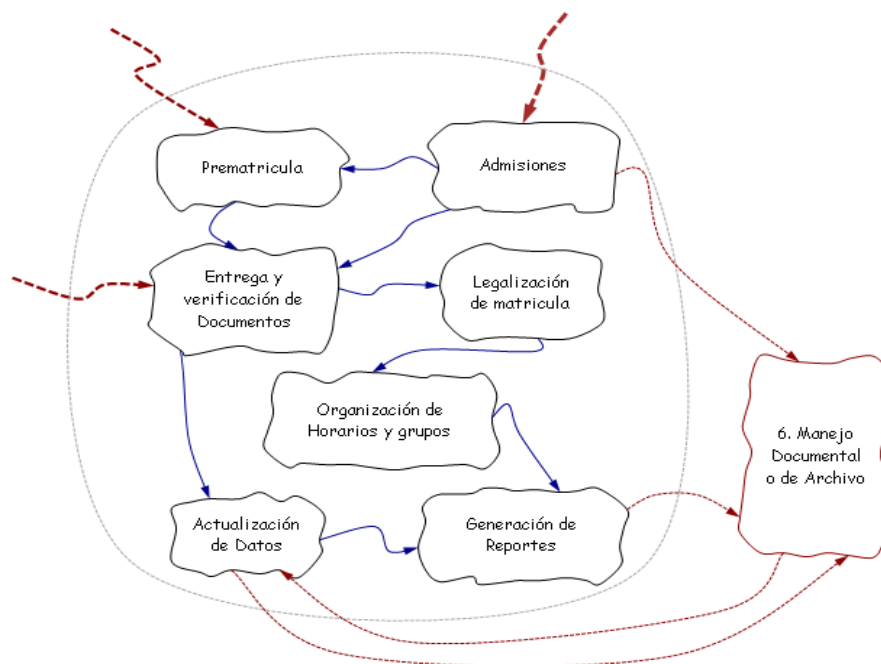 Prematricula
Admisiones
Entrega y
verificación de
Documentos
Legalización
de matricula
Organización de
Horarios y grupos
6. Manejo
Documental
o de Archivo
Actualización
de Datos
Generación de
Reportes